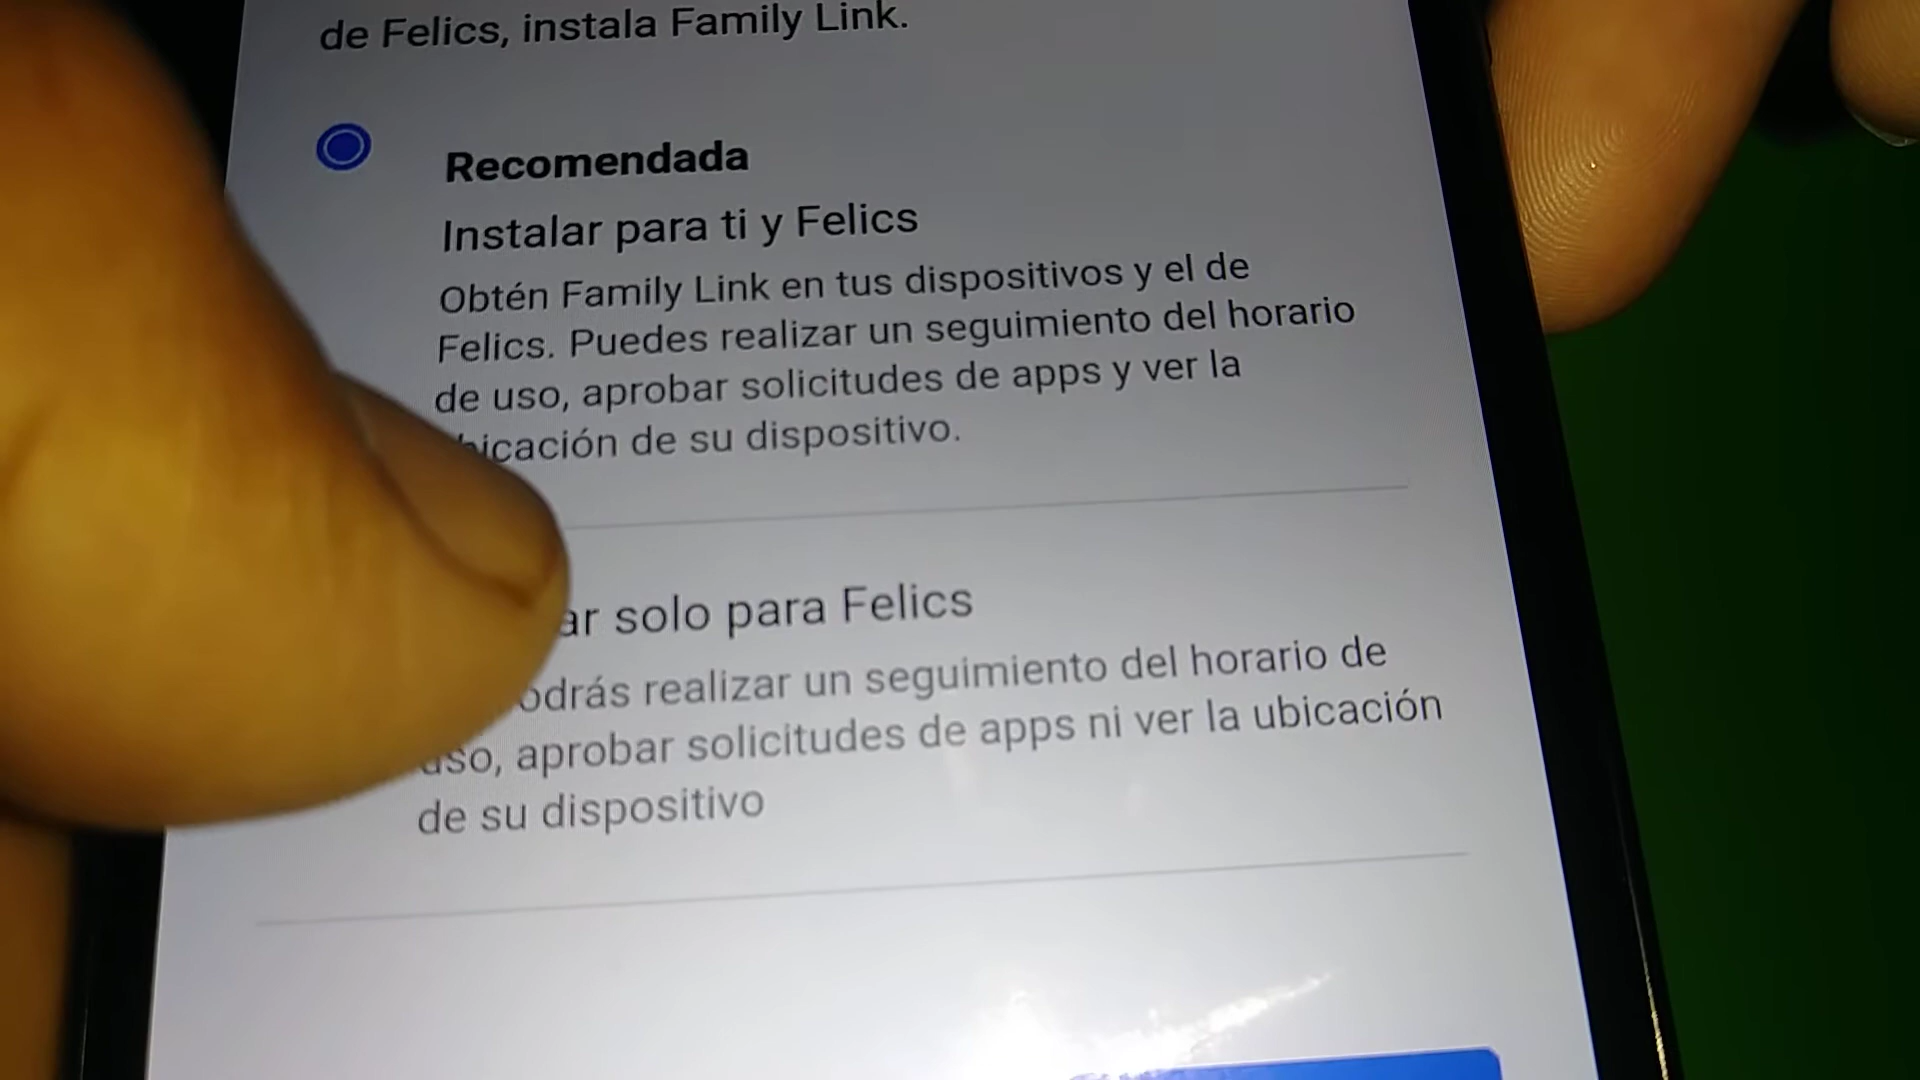 de Felics, instala Family Link.
Recomendada
Instalar para ti y Felics
Obtén Family Link en tus dispositivos y el de
Felics. Puedes realizar un seguimiento del horario
de uso, aprobar solicitudes de apps y ver la
de su dispositivo.
solo para Felics
realizar un seguimiento del horario de
uso, aprobar solicitudes de apps ni ver la ubicación
de su dispositivo